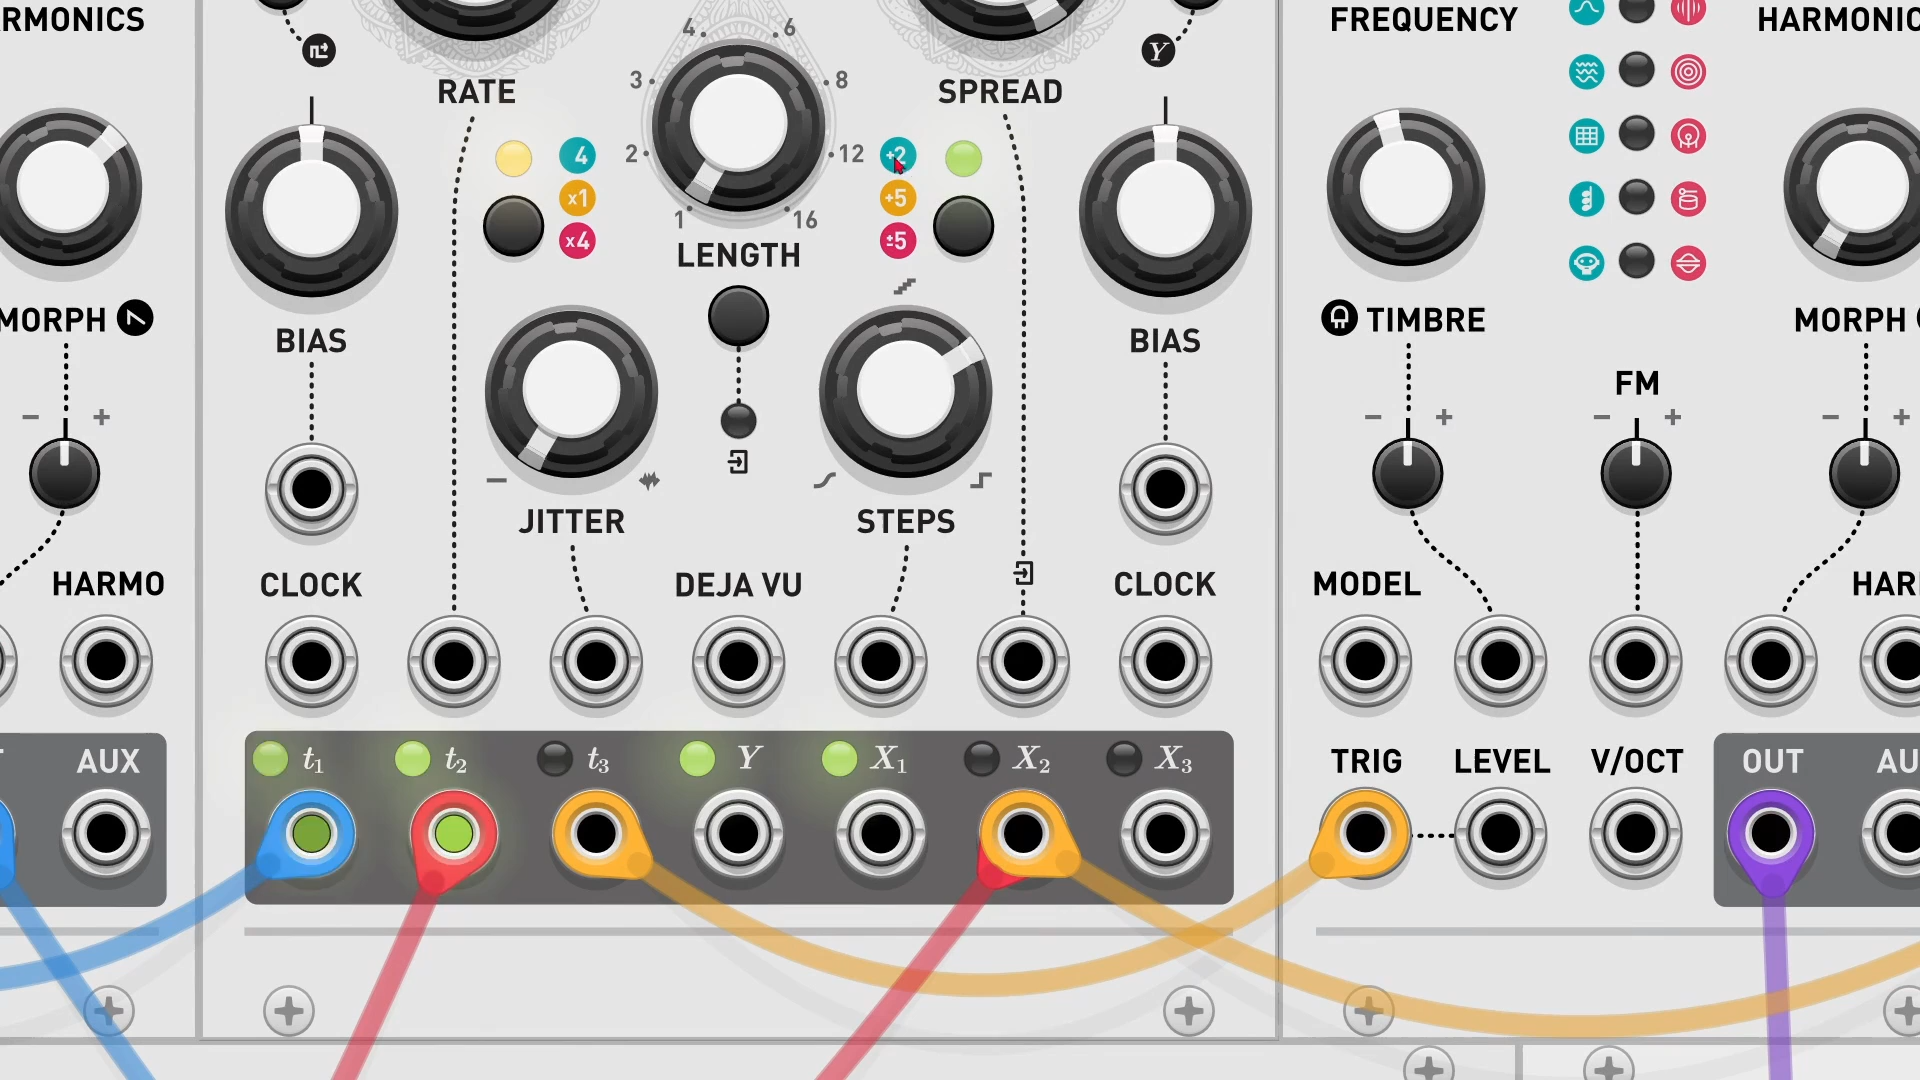 RMONICS
MORPH
- +
HARMO
AUX
RATE
BIAS
CLOCK
4
x1
x4
4 6
3 8
2 12
1 16
LENGTH
SPREAD
Y
+2
+5
±5
JITTER
STEPS
DEJA VU
BIAS
CLOCK
t1 t2 t3 Y X1 X2 X3
FREQUENCY
HARMONIC
TIMBRE
MORPH
FM
- +
- +
- +
MODEL
HAR
TRIG LEVEL V/OCT OUT AU